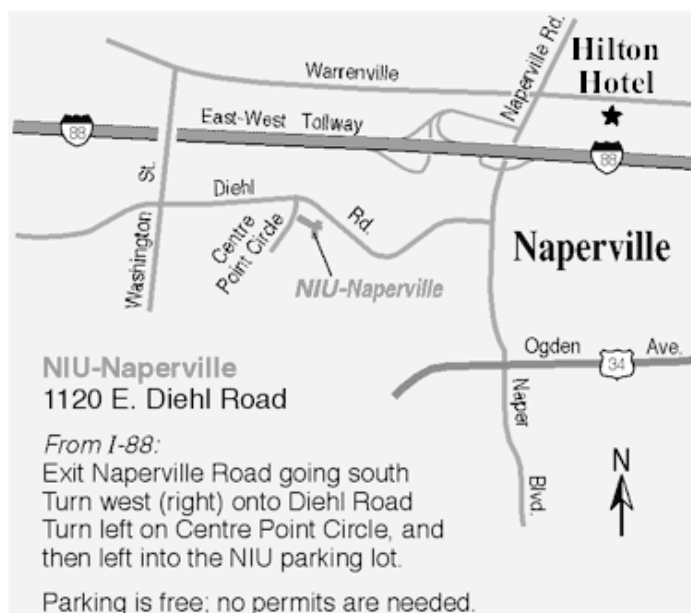 Hilton
Hotel
Naperville Rd.
Warrenville
East-West Tollway
88
88
Washington St.
Diehl Rd.
Centre
Point Circle
NIU-Naperville
Naperville
Ogden Ave.
34
Naper Blvd.
N
NIU-Naperville
1120 E. Diehl Road
From I-88:
Exit Naperville Road going south
Turn west (right) onto Diehl Road
Turn left on Centre Point Circle, and
then left into the NIU parking lot.
Parking is free; no permits are needed.